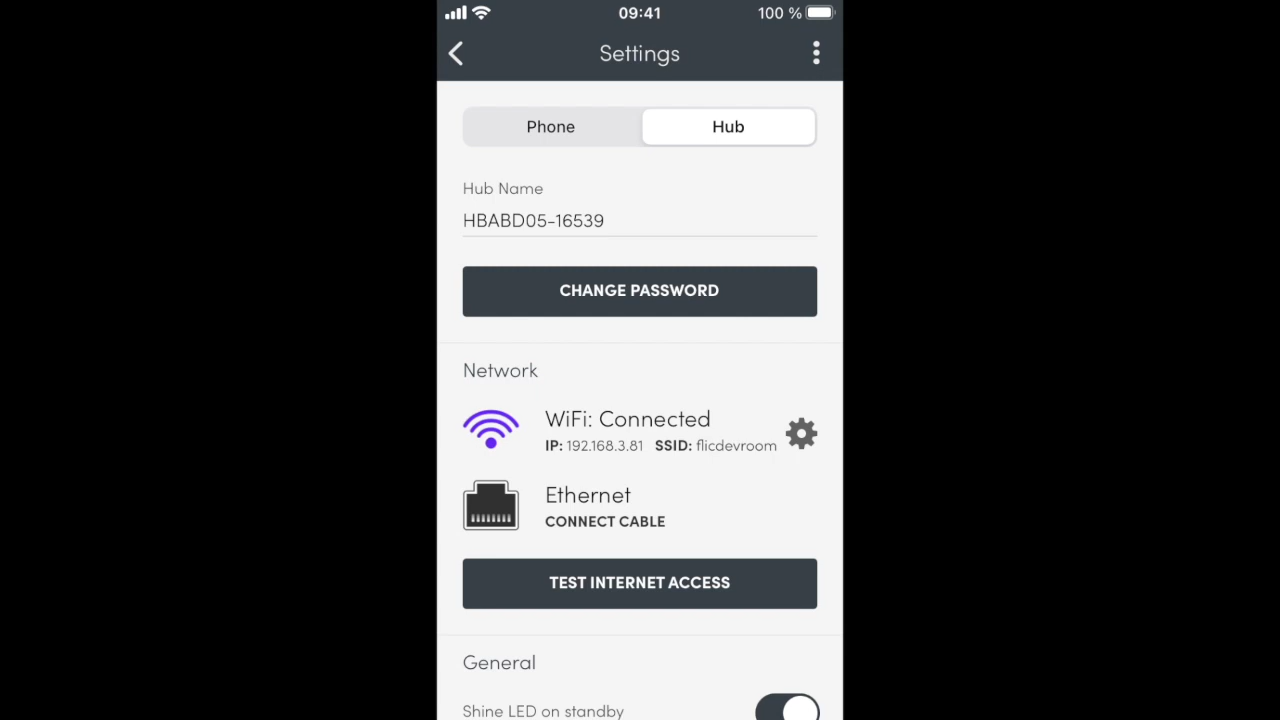 09:41
100 %
Settings
Phone
Hub
Hub Name
HBABD05-16539
CHANGE PASSWORD
Network
WiFi: Connected
IP: 192.168.3.81 SSID: flicdevroom
Ethernet
CONNECT CABLE
TEST INTERNET ACCESS
General
Shine LED on standby